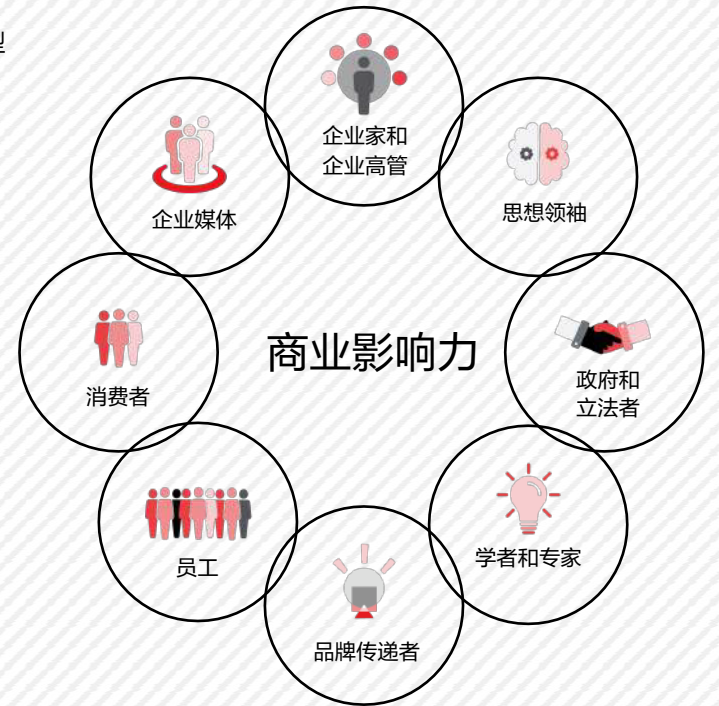 型
企业家和
企业高管
思想领袖
政府和
立法者
学者和专家
品牌传递者
员工
消费者
企业媒体
商业影响力